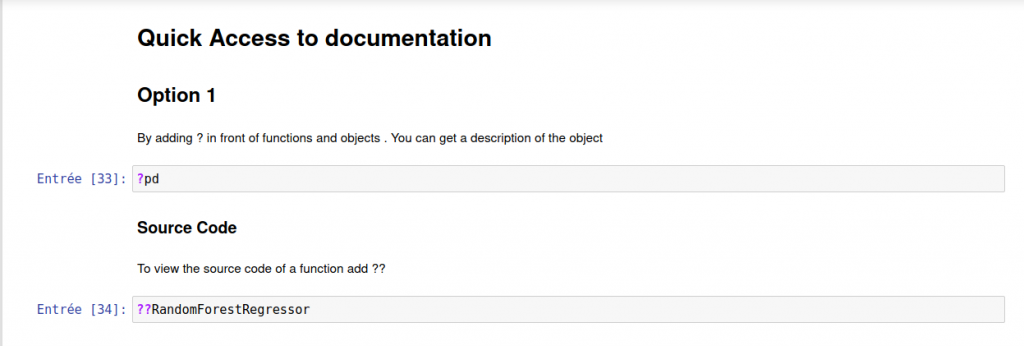 Quick Access to documentation
Option 1
By adding ? in front of functions and objects . You can get a description of the object
Entrée [33]: ?pd
Source Code
To view the source code of a function add ??
Entrée [34]: ??RandomForestRegressor